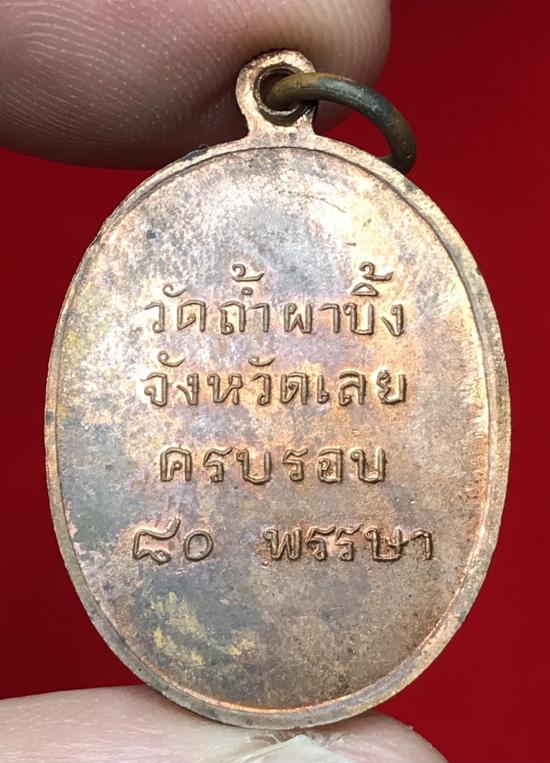 วัดถ้ำผาบิ้ง
จังหวัดเลย
ครบรอบ
๘๐ พรรษา